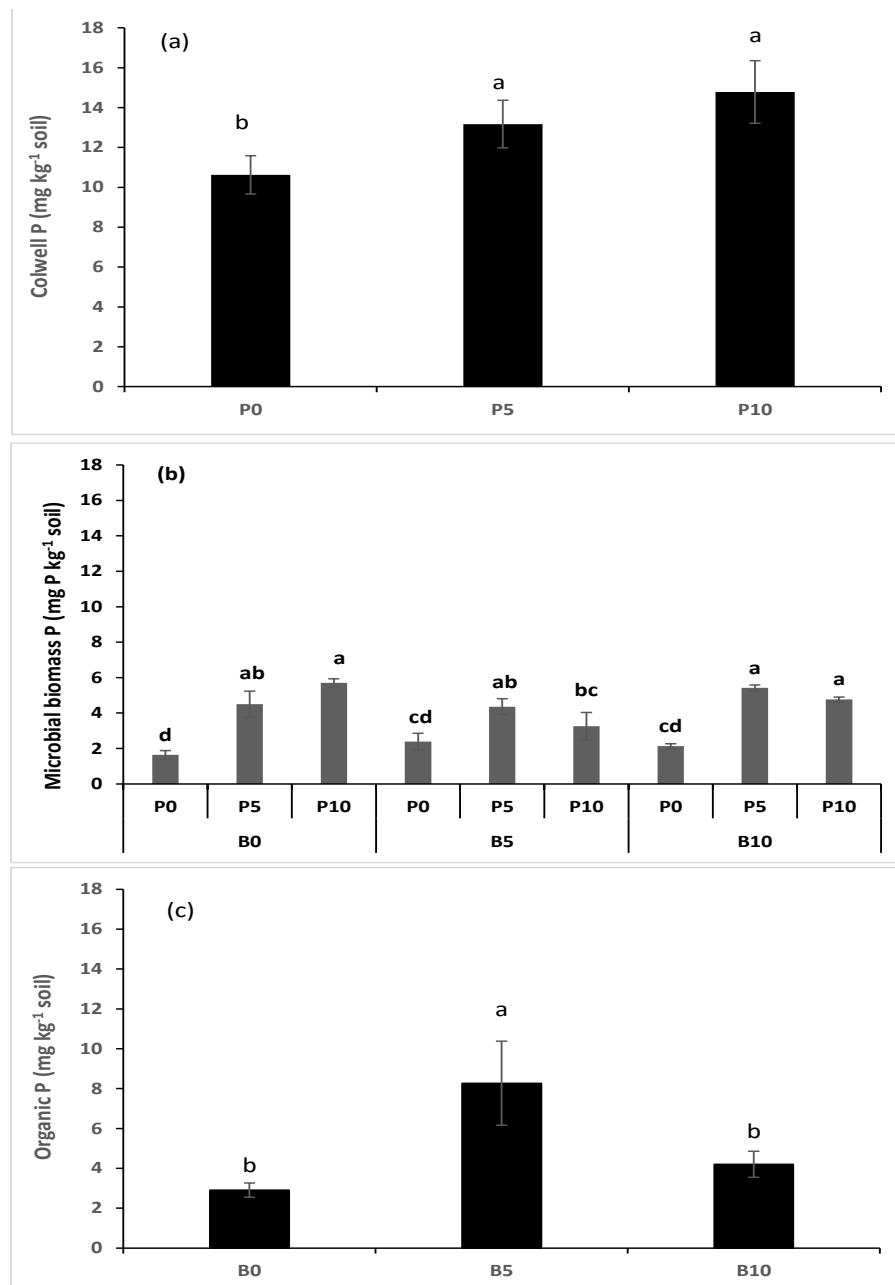 (a)
Colwell P (mg kg⁻¹ soil)
18
16
14
12
10
8
6
4
2
0
b
a
a
P0 P5 P10
(b)
Microbial biomass P (mg P kg⁻¹ soil)
18
16
14
12
10
8
6
4
2
0
d ab a cd ab bc cd a a
P0 P5 P10 P0 P5 P10 P0 P5 P10
B0 B5 B10
(c)
Organic P (mg kg⁻¹ soil)
18
16
14
12
10
8
6
4
2
0
b
a
b
B0 B5 B10